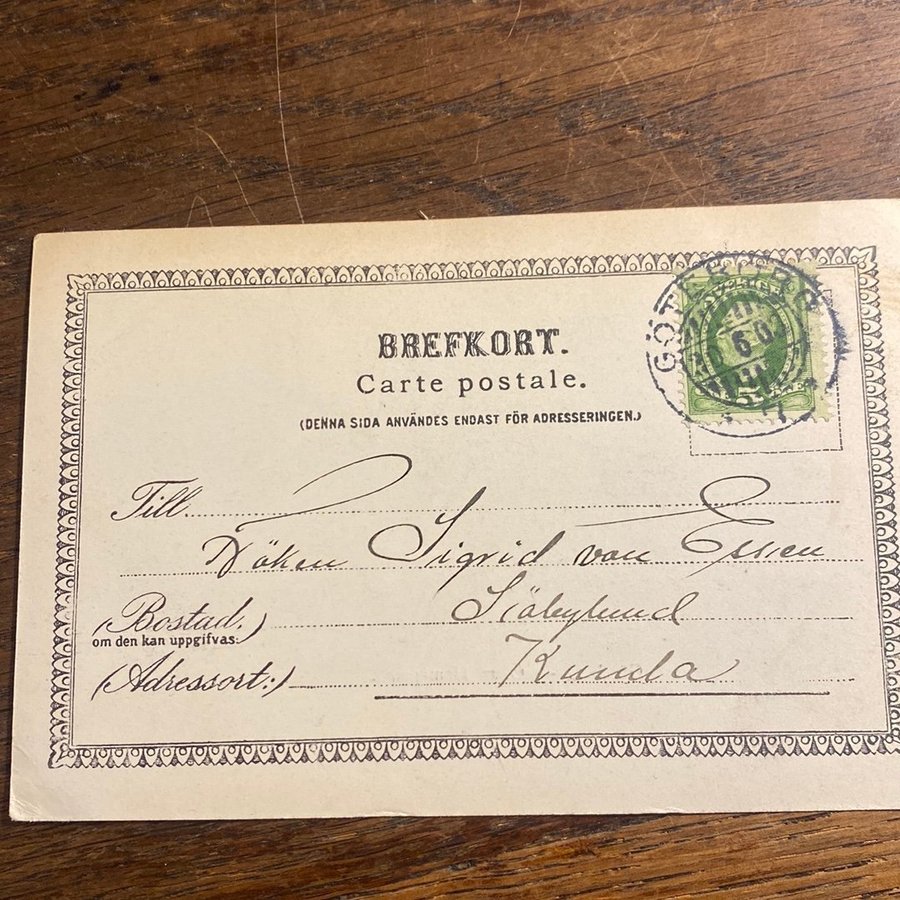 BREFKORT.
Carte postale.
(DENNA SIDA ANVÄNDES ENDAST FÖR ADRESSERINGEN.)
GÖTEBORG
Till
Fröken Sigrid von Essen
(Bostad,
om den kan uppgifvas:)
(Adressort:)
Kumla